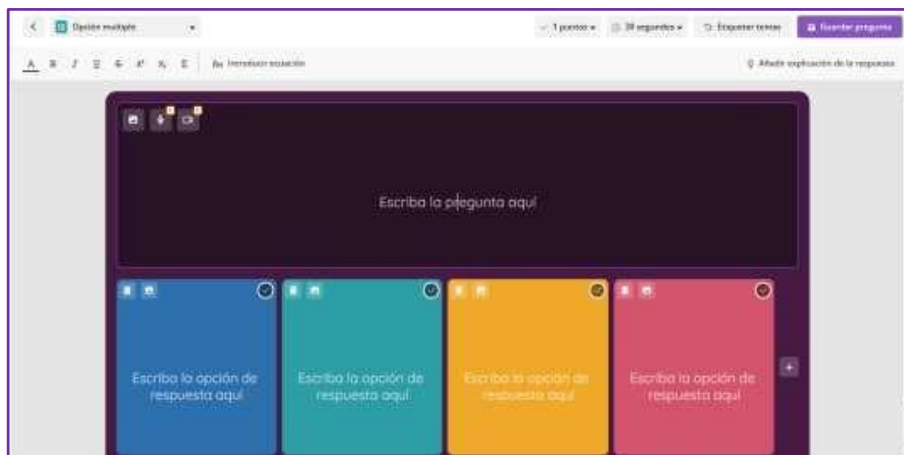 Opción múltiple
1 puntos
30 segundos
Etiquetar temas
Guardar pregunta
A B I U S x² x₂ Σ
Introducir ecuación
Añadir explicación de la respuesta
Escriba la pregunta aquí
Escriba la opción de
respuesta aquí
Escriba la opción de
respuesta aquí
Escriba la opción de
respuesta aquí
Escriba la opción de
respuesta aquí